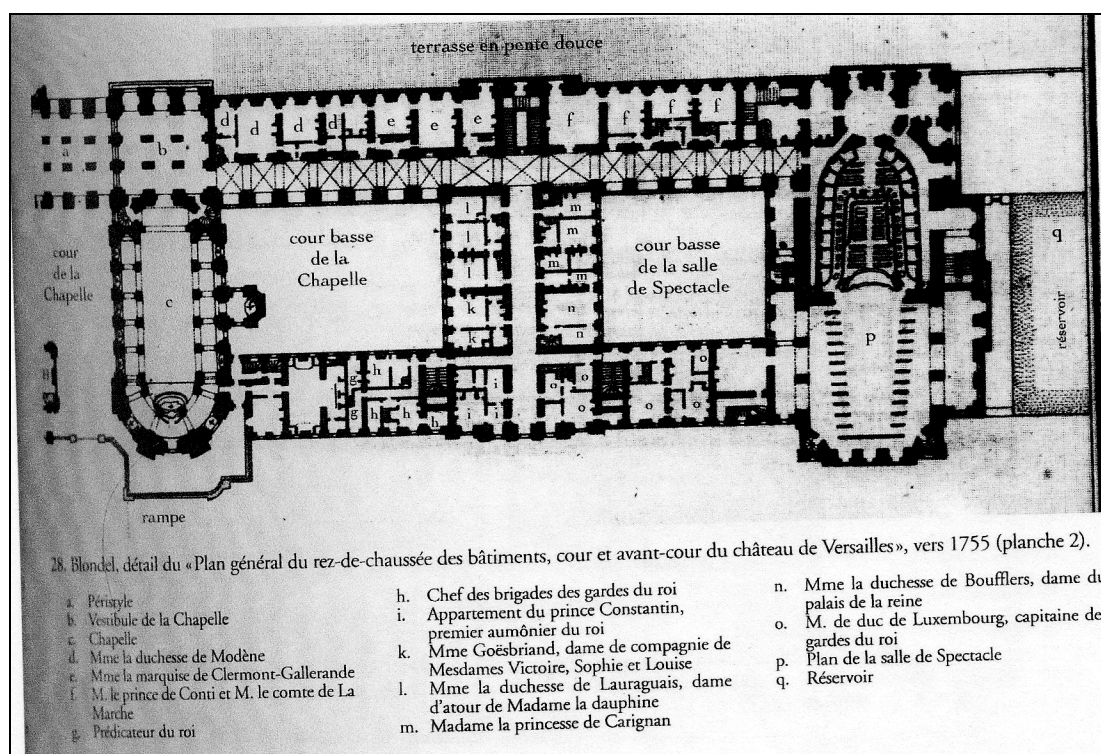 terrasse en pente douce
d d d d e e e f f f f
a b
l m
cour basse
de la
Chapelle
l m
cour basse
de la salle
de Spectacle
q
cour
de la
Chapelle
l m m
c
k n
réservoir
k n
p
g h i o o o
g h h h i i o o o o
rampe
28. Blondel, détail du «Plan général du rez-de-chaussée des bâtiments, cour et avant-cour du château de Versailles», vers 1755 (planche 2).
a. Péristyle
b. Vestibule de la Chapelle
c. Chapelle
d. Mme la duchesse de Modène
e. Mme la marquise de Clermont-Gallerande
f. M. le prince de Conti et M. le comte de La
Marche
g. Prédicateur du roi
h. Chef des brigades des gardes du roi
i. Appartement du prince Constantin,
premier aumônier du roi
k. Mme Goësbriand, dame de compagnie de
Mesdames Victoire, Sophie et Louise
l. Mme la duchesse de Lauraguais, dame
d'atour de Madame la dauphine
m. Madame la princesse de Carignan
n. Mme la duchesse de Boufflers, dame du
palais de la reine
o. M. de duc de Luxembourg, capitaine de
gardes du roi
p. Plan de la salle de Spectacle
q. Réservoir